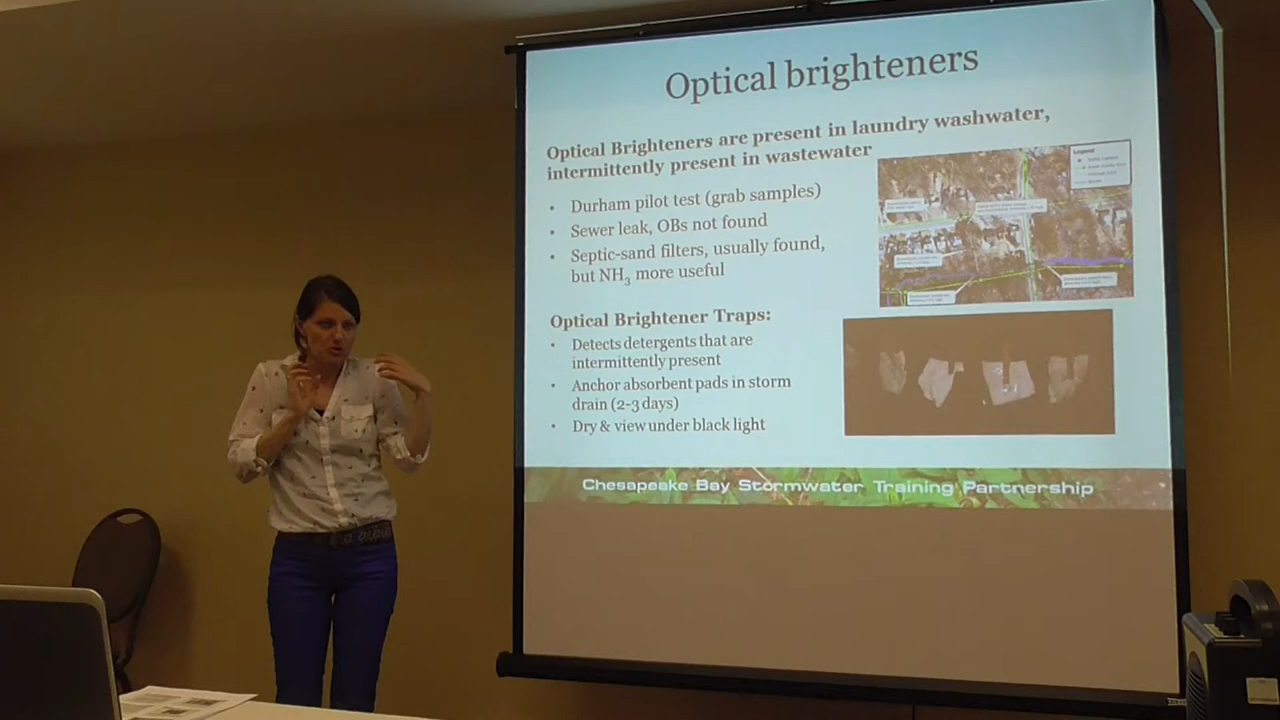 Optical brighteners
Optical Brighteners are present in laundry washwater,
intermittently present in wastewater
• Durham pilot test (grab samples)
• Sewer leak, OBs not found
• Septic-sand filters, usually found,
but NH3 more useful
Legend
Optical Brightener Traps:
• Detects detergents that are
intermittently present
• Anchor absorbent pads in storm
drain (2-3 days)
• Dry & view under black light
Chesapeake Bay Stormwater Training Partnership